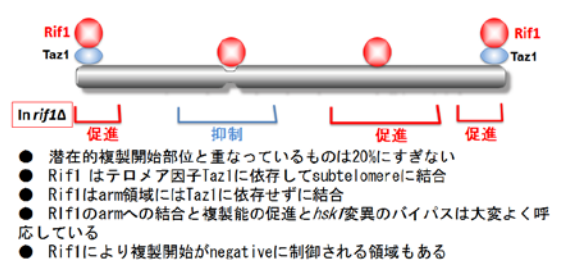 Rif1 Rif1
Taz1 Taz1
In rif1Δ
促進 抑制 促進 促進
● 潜在的複製開始部位と重なっているものは20%にすぎない
● Rif1 はテロメア因子Taz1に依存してsubtelomereに結合
● Rif1はarm領域にはTaz1に依存せずに結合
● RIf1のarmへの結合と複製能の促進とhsk1変異のバイパスは大変よく呼
応している
● Rif1により複製開始がnegativeに制御される領域もある